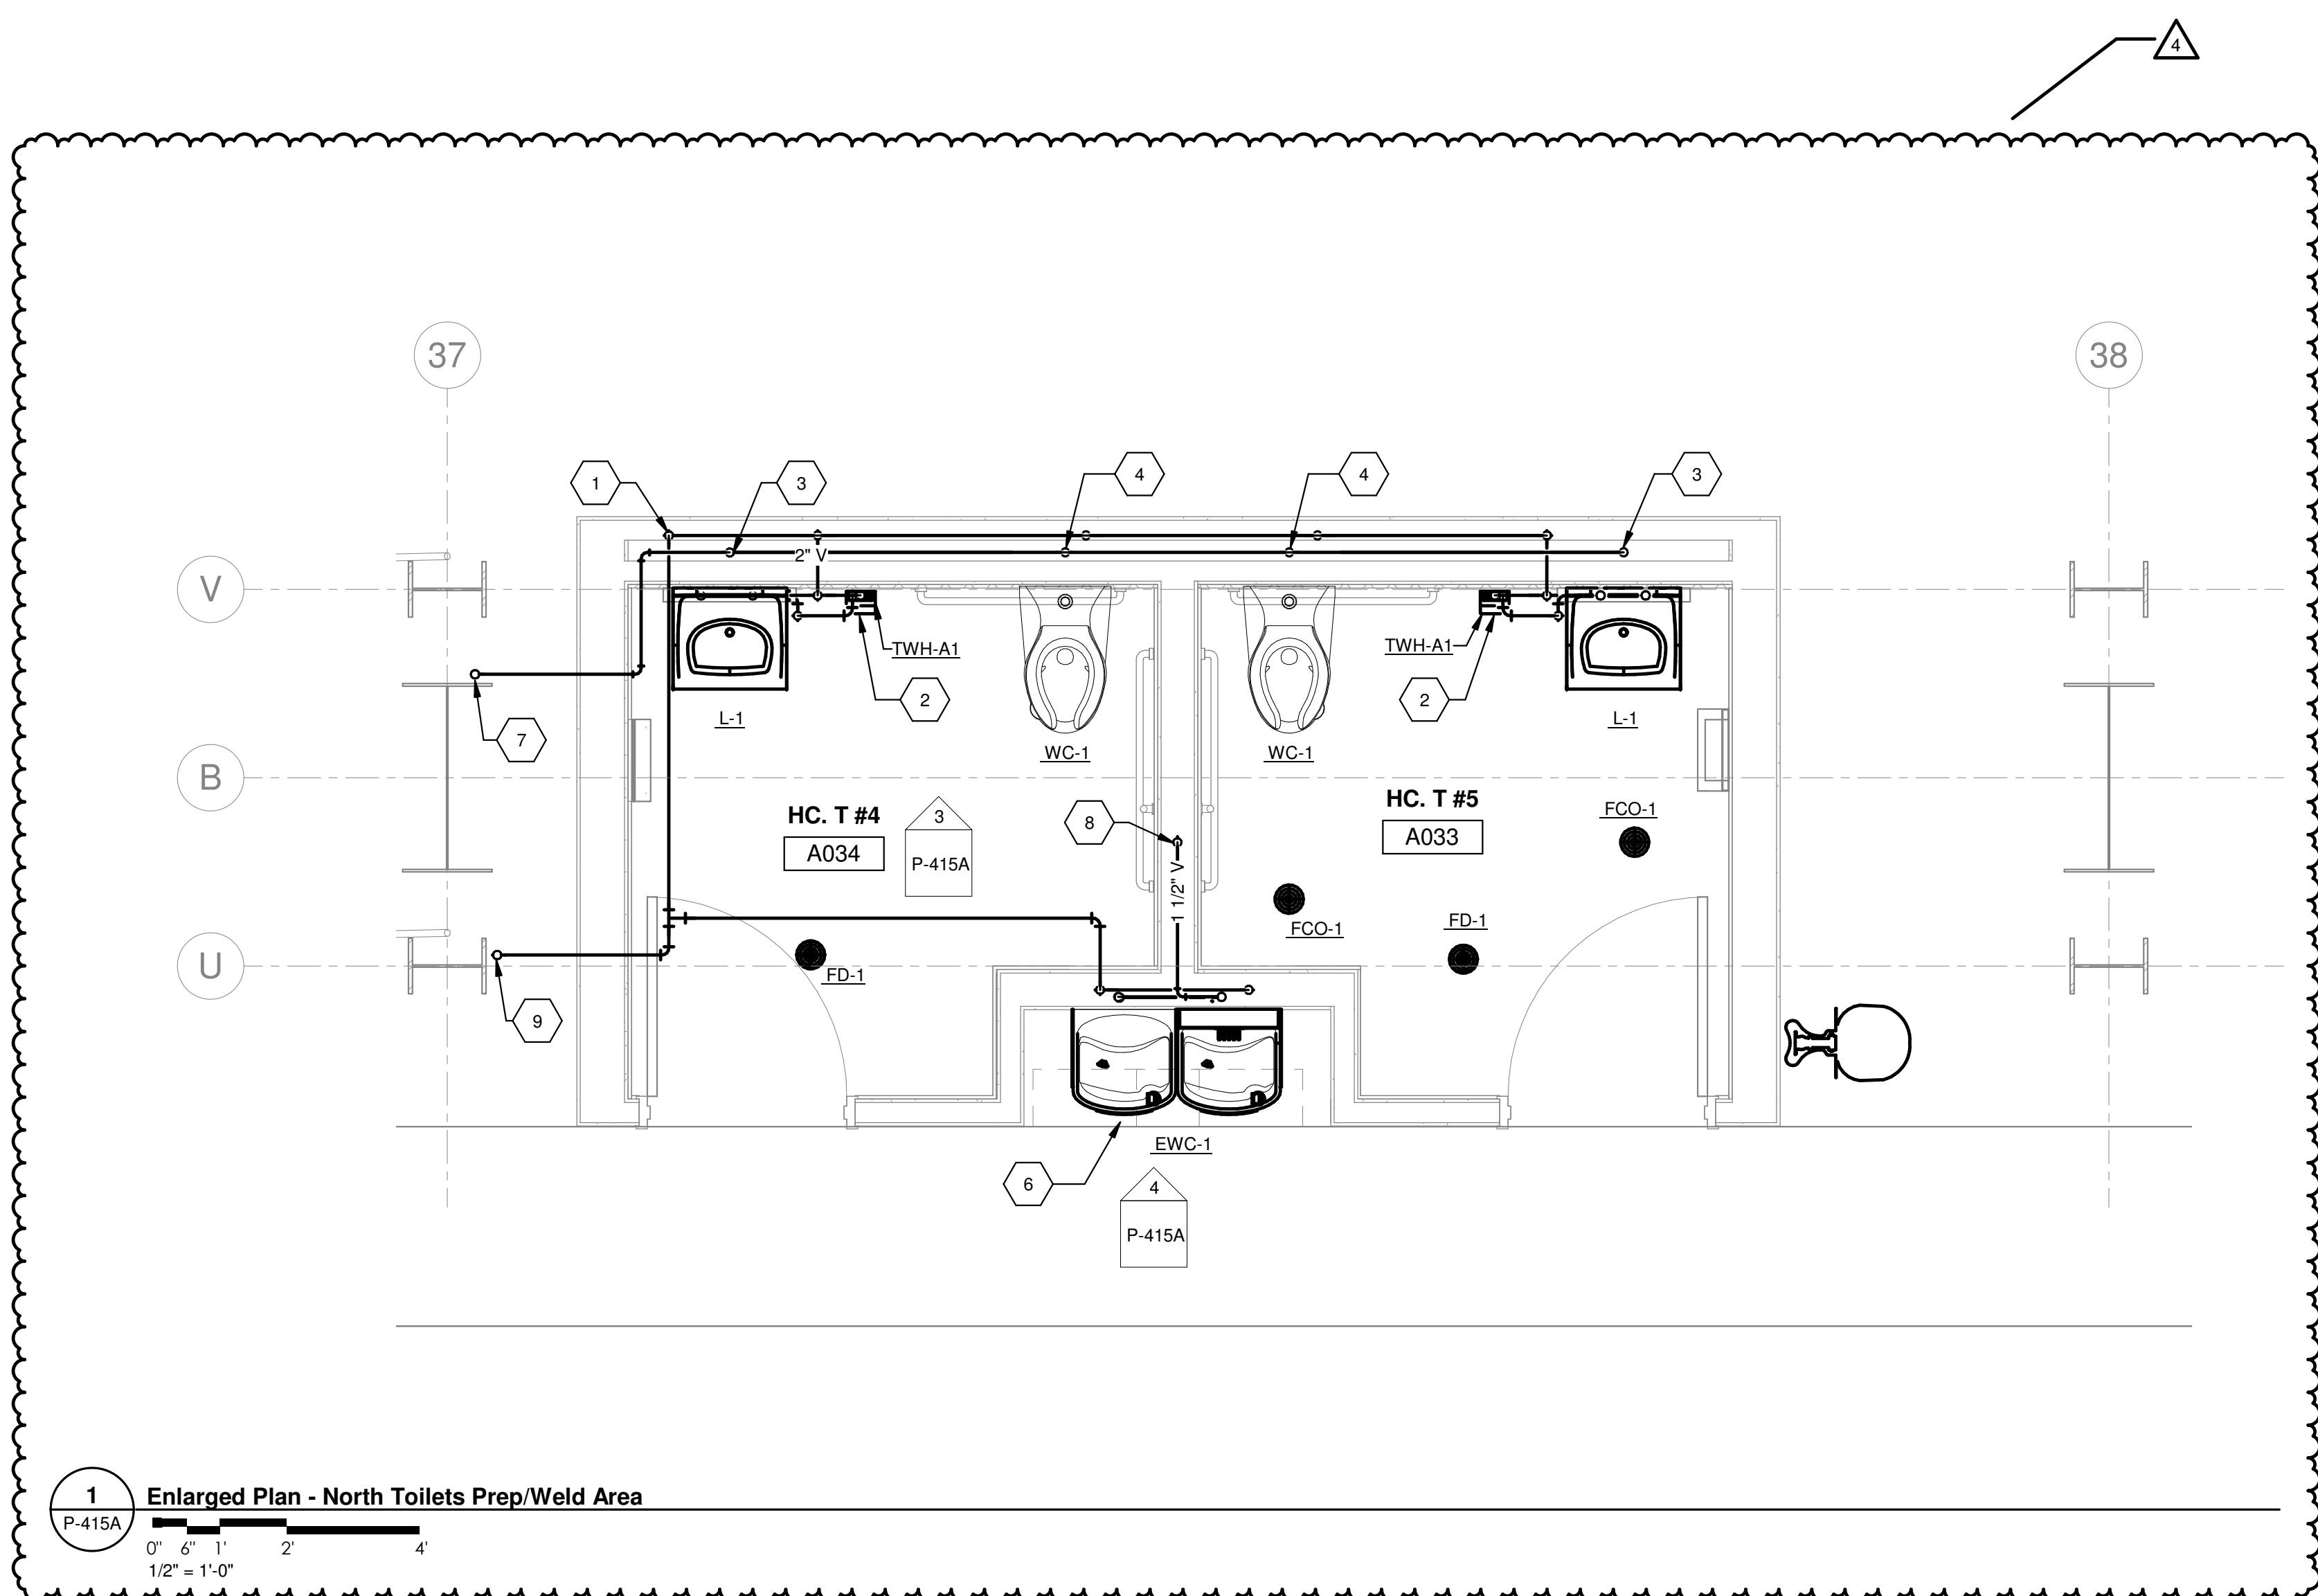 4
37
38
1
3
4
4
3
2" V
V
TWH-A1
TWH-A1
2
2
L-1
L-1
7
WC-1
WC-1
B
HC. T #4
A034
3
P-415A
8
HC. T #5
A033
FCO-1
1 1/2" V
FCO-1
FD-1
U
FD-1
9
EWC-1
6
4
P-415A
1
P-415A
Enlarged Plan - North Toilets Prep/Weld Area
0" 6" 1' 2' 4'
1/2" = 1'-0"